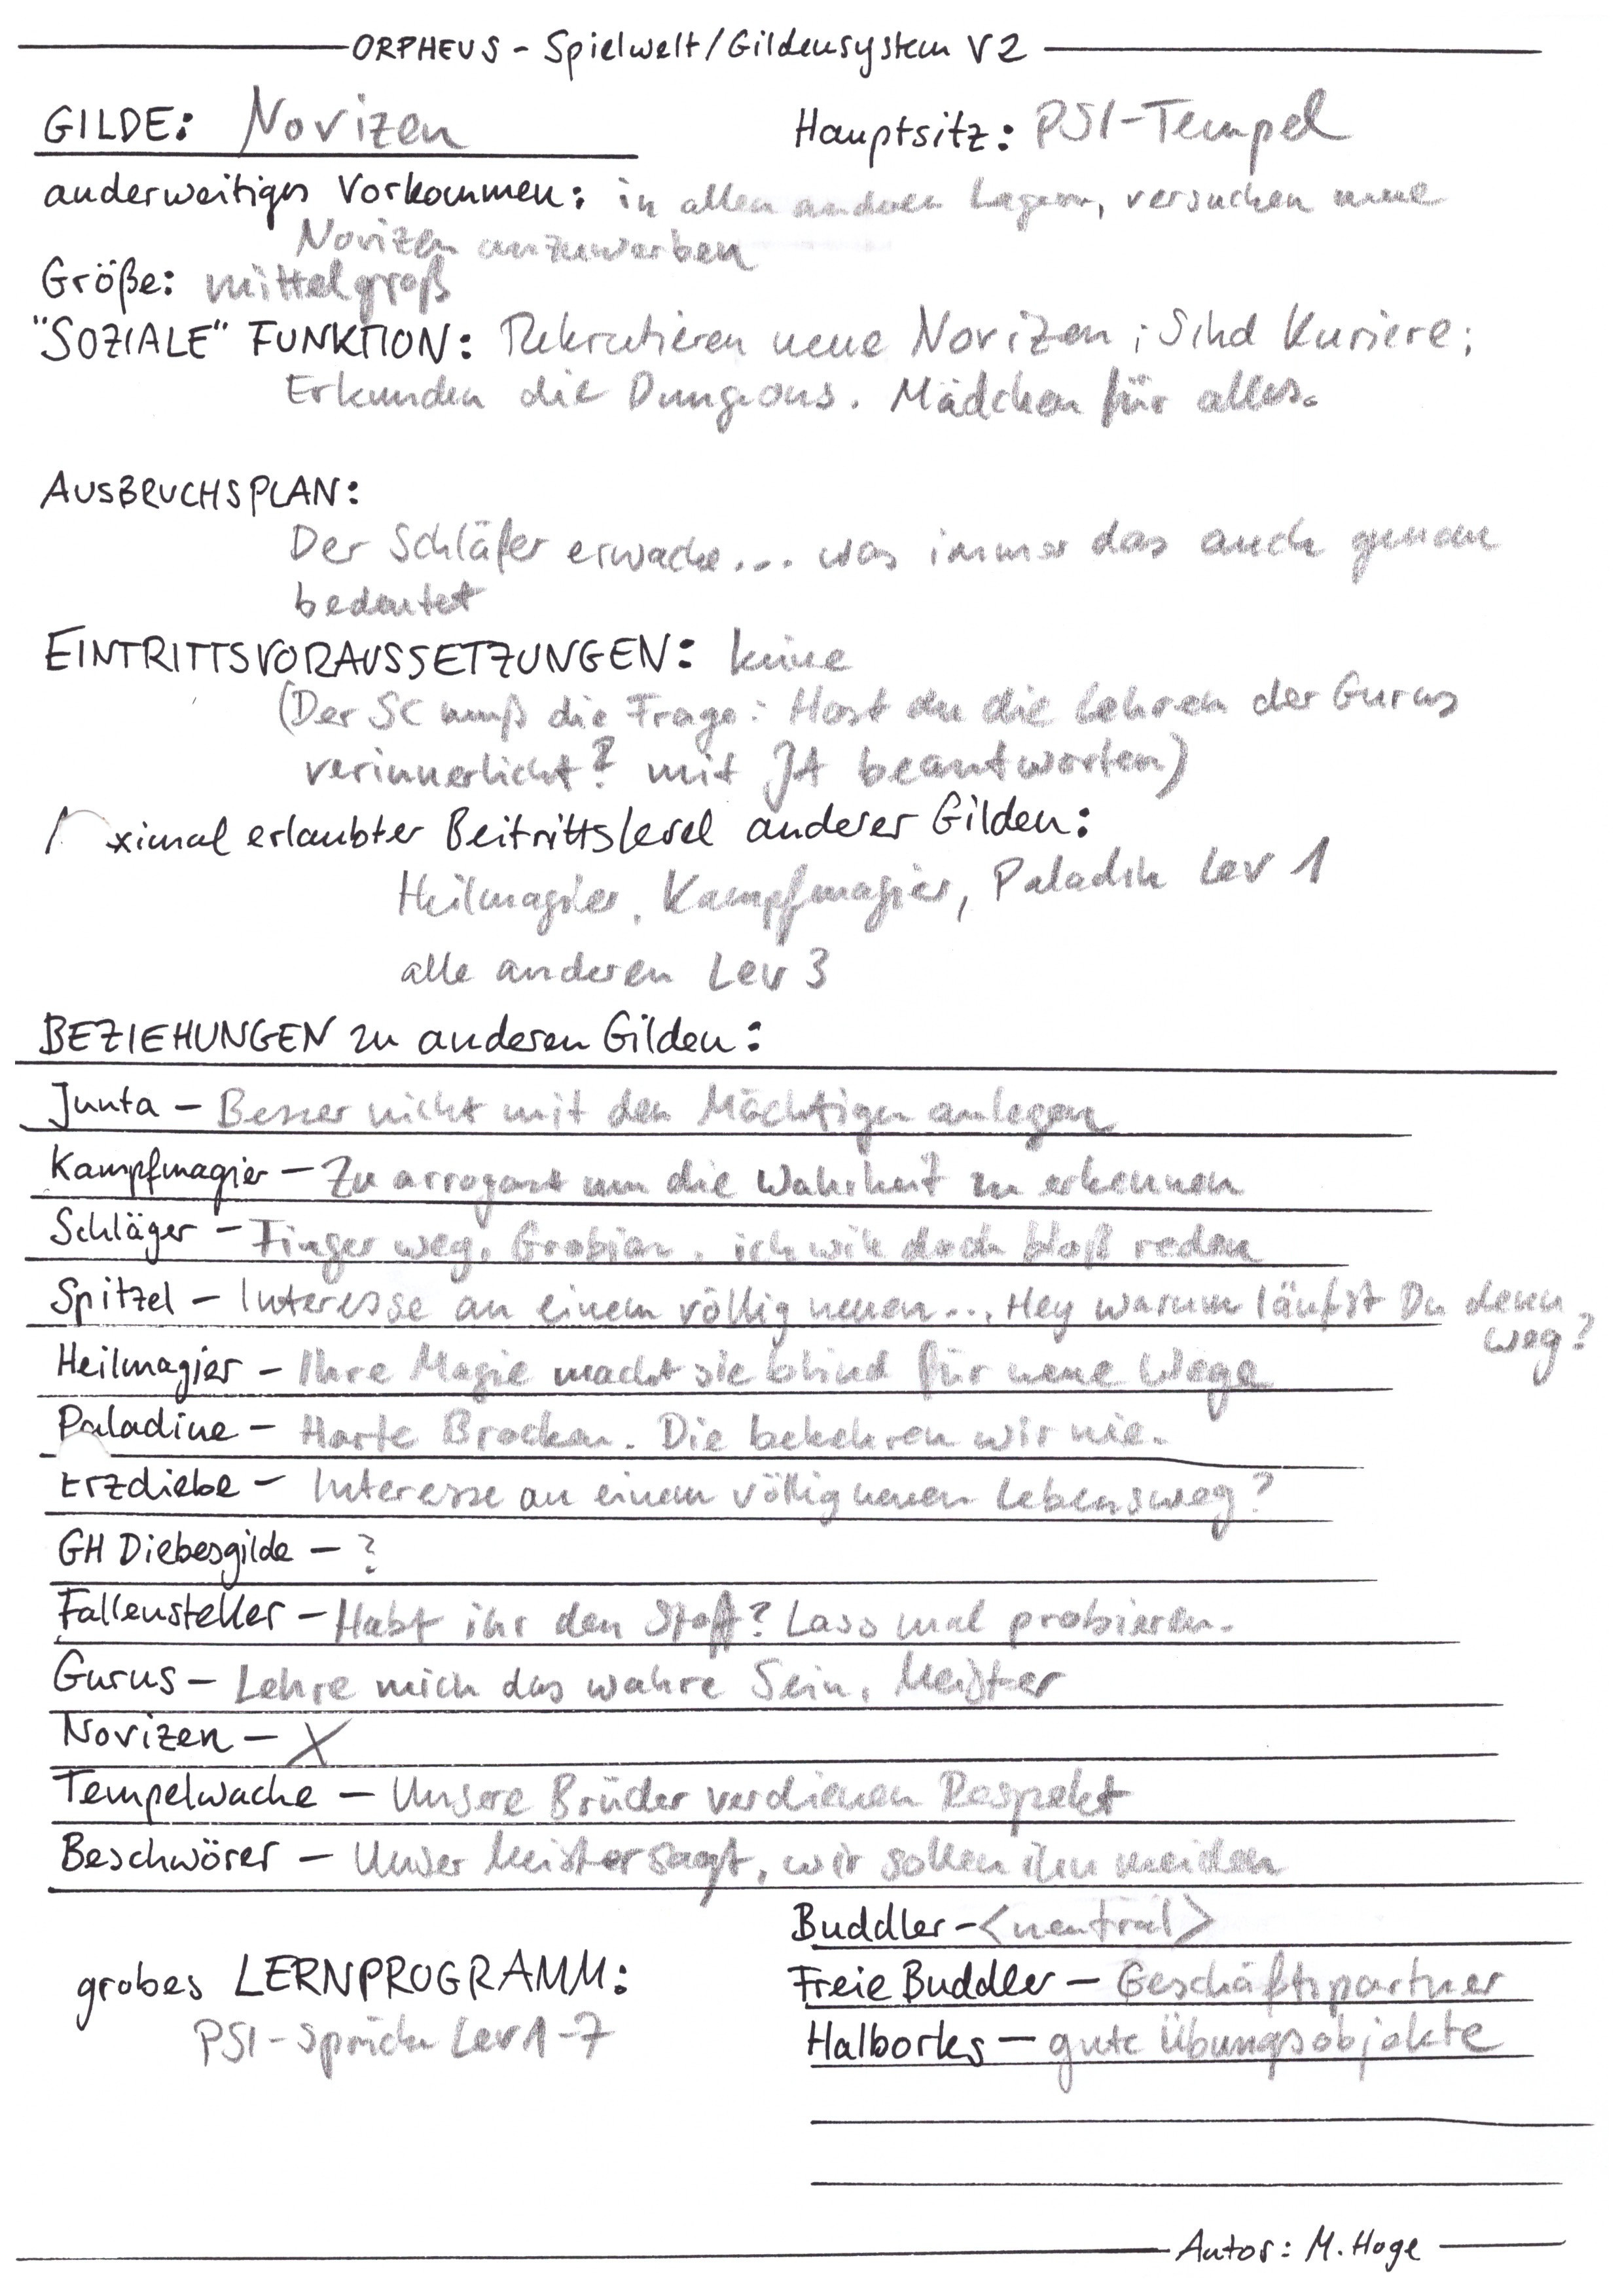 ORPHEUS - Spielwelt/Gildensystem V2
GILDE: Novizen Hauptsitz: PSI-Tempel
anderweitiges Vorkommen: in allen anderen Lagern, versuchen neue
Novizen anzuwerben
Größe: mittelgroß
"SOZIALE" FUNKTION: Rekrutieren neue Novizen; Sind Kuriere;
Erkunden die Dungeons. Mädchen für alles.
AUSBRUCHSPLAN:
Der Schläfer erwache... was immer das auch genau
bedeutet
EINTRITTSVORAUSSETZUNGEN: keine
(Der SC muß die Frage: Hast du die Lehren der Gurus
verinnerlicht? mit JA beantworten)
ximal erlaubter Beitrittslevel anderer Gilden:
Heilmagier, Kampfmagier, Paladin Lev 1
alle anderen Lev 3
BEZIEHUNGEN zu anderen Gilden:
Junta - Besser nicht mit den Mächtigen anlegen
Kampfmagier - Zu arrogant um die Wahrheit zu erkennen
Schläger - Finger weg, Grobian, ich will doch bloß reden
Spitzel - Interesse an einem völlig neuen... Hey warum läufst Du denn
weg?
Heilmagier - Ihre Magie macht sie blind für neue Wege
Paladine - Harte Brocken. Die bekehren wir nie.
Erzdiebe - Interesse an einem völlig neuen Lebensweg?
GH Diebesgilde - ?
Fallensteller - Habt ihr den Stoff? Lass mal probieren.
Gurus - Lehre mich das wahre Sein, Meister
Novizen - X
Tempelwache - Unsere Brüder verdienen Respekt
Beschwörer - Unser Meister sagt, wir sollen ihn meiden
Buddler - <neutral>
grobes LERNPROGRAMM:
PSI-Sprüche Lev 1-7
Freie Buddler - Geschäftspartner
Halborks - gute Übungsobjekte
Autor: M. Hoge